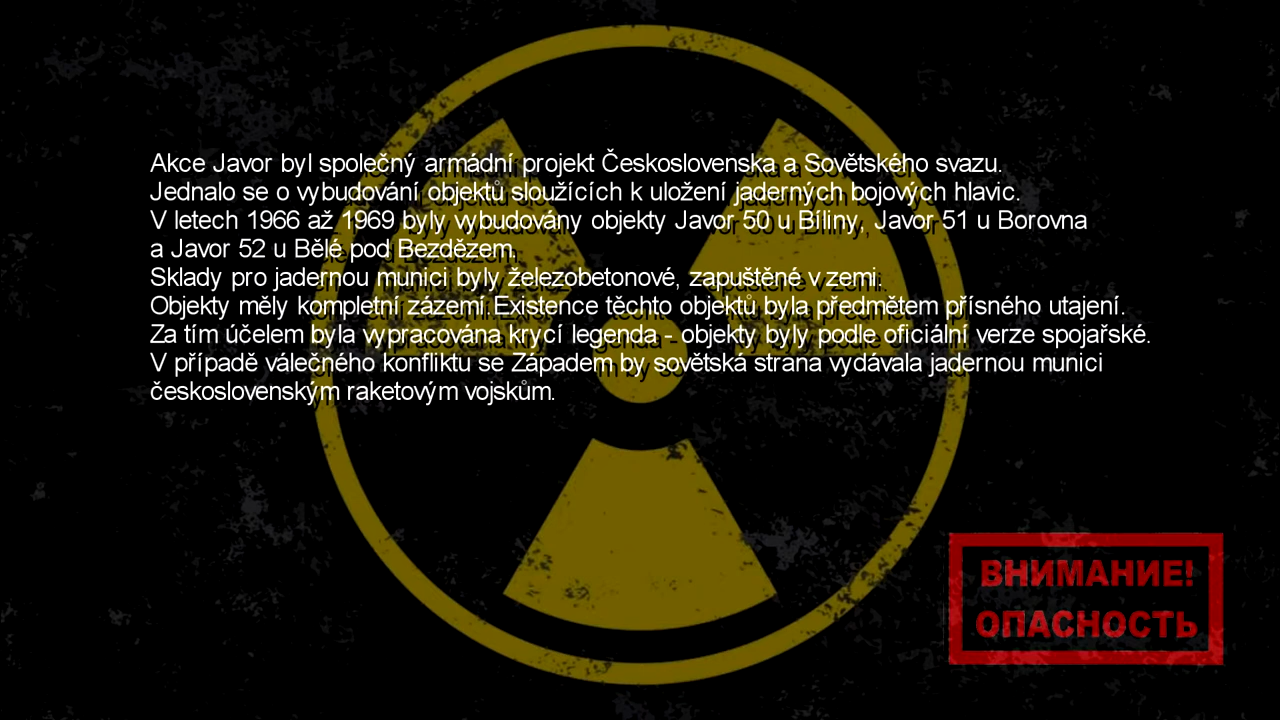 Akce Javor byl společný armádní projekt Československa a Sovětského svazu.
Jednalo se o vybudování objektů sloužících k uložení jaderných bojových hlavic.
V letech 1966 až 1969 byly vybudovány objekty Javor 50 u Bíliny, Javor 51 u Borovna
a Javor 52 u Bělé pod Bezdězem.
Sklady pro jadernou munici byly železobetonové, zapuštěné v zemi.
Objekty měly kompletní zázemí.Existence těchto objektů byla předmětem přísného utajení.
Za tím účelem byla vypracována krycí legenda - objekty byly podle oficiální verze spojařské.
V případě válečného konfliktu se Západem by sovětská strana vydávala jadernou munici
československým raketovým vojskům.
ВНИМАНИЕ!
ОПАСНОСТЬ